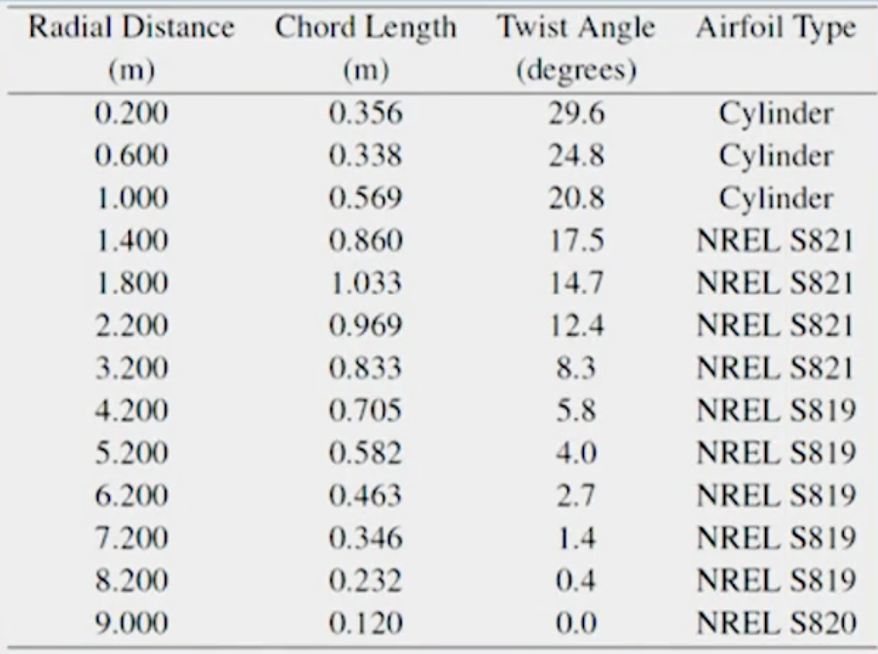 Radial Distance Chord Length Twist Angle Airfoil Type
(m) (m) (degrees)
0.200 0.356 29.6 Cylinder
0.600 0.338 24.8 Cylinder
1.000 0.569 20.8 Cylinder
1.400 0.860 17.5 NREL S821
1.800 1.033 14.7 NREL S821
2.200 0.969 12.4 NREL S821
3.200 0.833 8.3 NREL S821
4.200 0.705 5.8 NREL S819
5.200 0.582 4.0 NREL S819
6.200 0.463 2.7 NREL S819
7.200 0.346 1.4 NREL S819
8.200 0.232 0.4 NREL S819
9.000 0.120 0.0 NREL S820